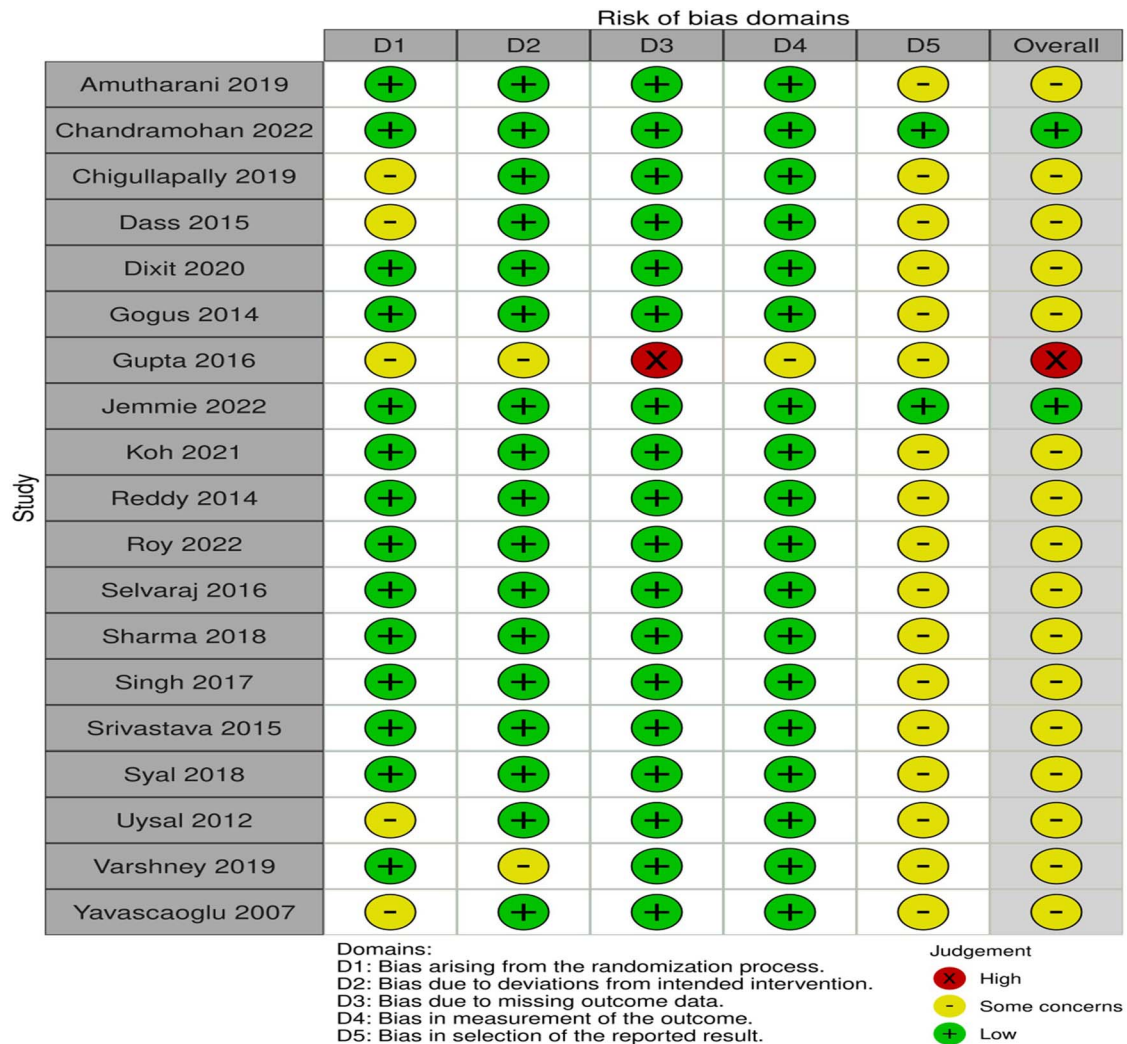 Risk of bias domains
D1 D2 D3 D4 D5 Overall
Study
Amutharani 2019 + + + + - -
Chandramohan 2022 + + + + + +
Chigullapally 2019 - + + + - -
Dass 2015 - + + + - -
Dixit 2020 + + + + - -
Gogus 2014 + + + + - -
Gupta 2016 - - X - - X
Jemmie 2022 + + + + + +
Koh 2021 + + + + - -
Reddy 2014 + + + + - -
Roy 2022 + + + + - -
Selvaraj 2016 + + + + - -
Sharma 2018 + + + + - -
Singh 2017 + + + + - -
Srivastava 2015 + + + + - -
Syal 2018 + + + + - -
Uysal 2012 - + + + - -
Varshney 2019 + - + + - -
Yavascaoglu 2007 - + + + - -
Domains:
D1: Bias arising from the randomization process.
D2: Bias due to deviations from intended intervention.
D3: Bias due to missing outcome data.
D4: Bias in measurement of the outcome.
D5: Bias in selection of the reported result.
Judgement
X High
- Some concerns
+ Low